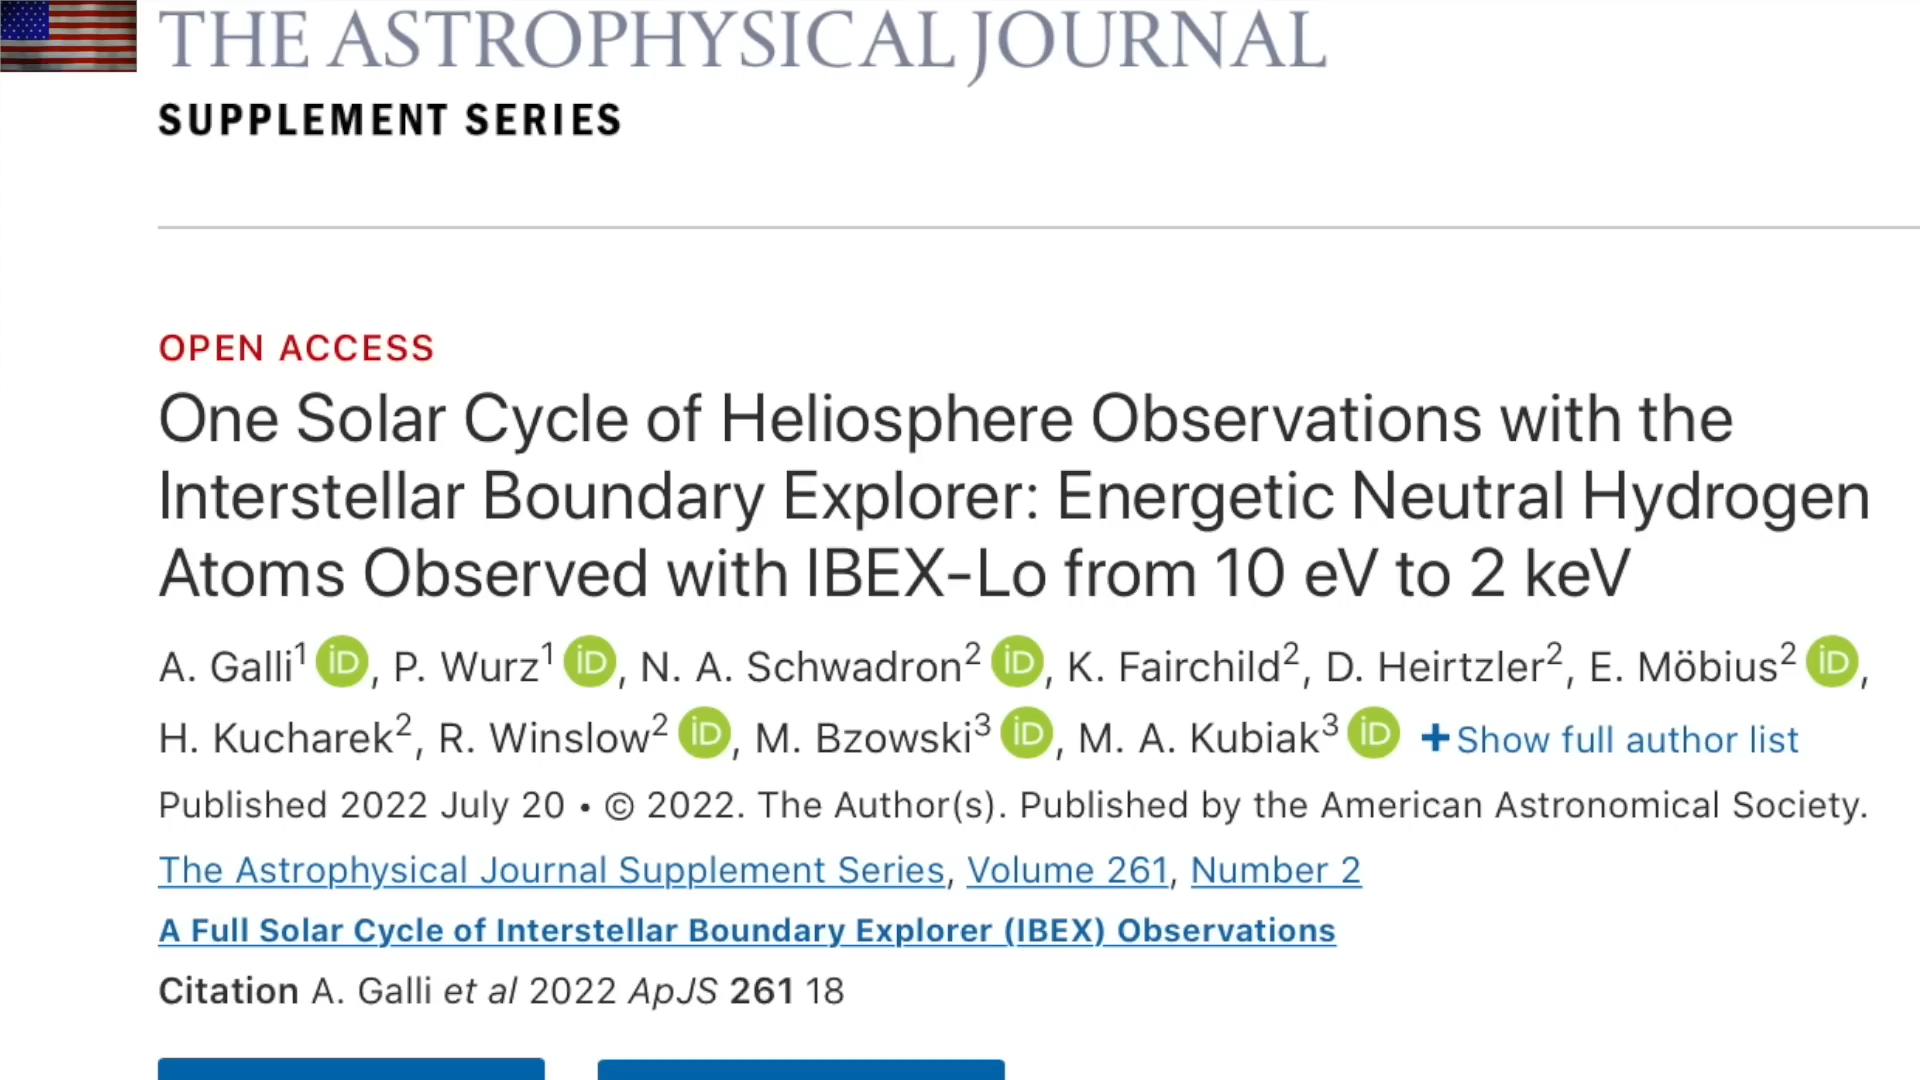 THE ASTROPHYSICAL JOURNAL
SUPPLEMENT SERIES
OPEN ACCESS
One Solar Cycle of Heliosphere Observations with the
Interstellar Boundary Explorer: Energetic Neutral Hydrogen
Atoms Observed with IBEX-Lo from 10 eV to 2 keV
A. Galli¹ iD, P. Wurz¹ iD, N. A. Schwadron² iD, K. Fairchild², D. Heirtzler², E. Möbius² iD,
H. Kucharek², R. Winslow² iD, M. Bzowski³ iD, M. A. Kubiak³ iD +Show full author list
Published 2022 July 20 • © 2022. The Author(s). Published by the American Astronomical Society.
The Astrophysical Journal Supplement Series, Volume 261, Number 2
A Full Solar Cycle of Interstellar Boundary Explorer (IBEX) Observations
Citation A. Galli et al 2022 ApJS 261 18